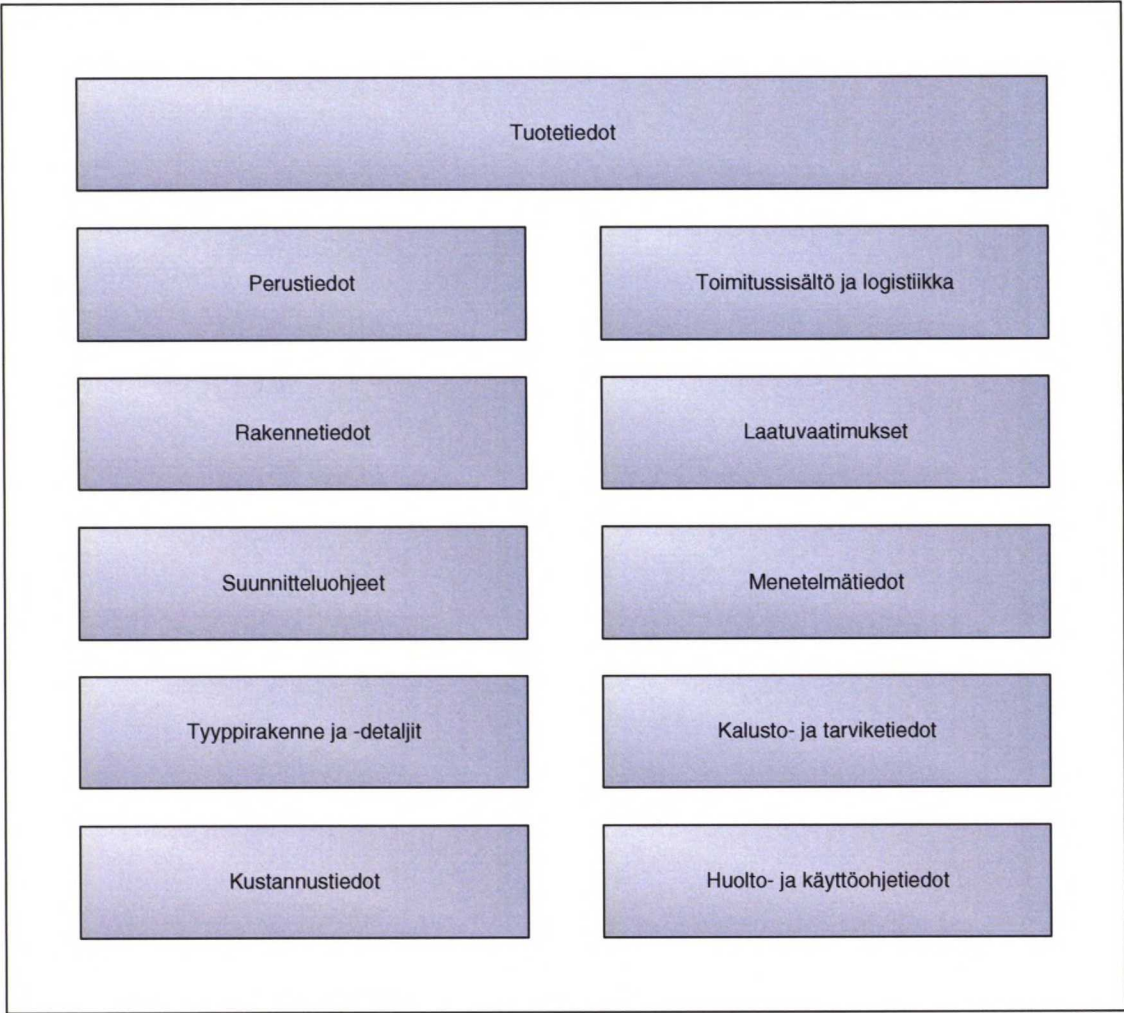 Tuotetiedot
Perustiedot
Toimitussisältö ja logistiikka
Rakennetiedot
Laatuvaatimukset
Suunnitteluohjeet
Menetelmätiedot
Tyyppirakenne ja -detaljit
Kalusto- ja tarviketiedot
Kustannustiedot
Huolto- ja käyttöohjetiedot